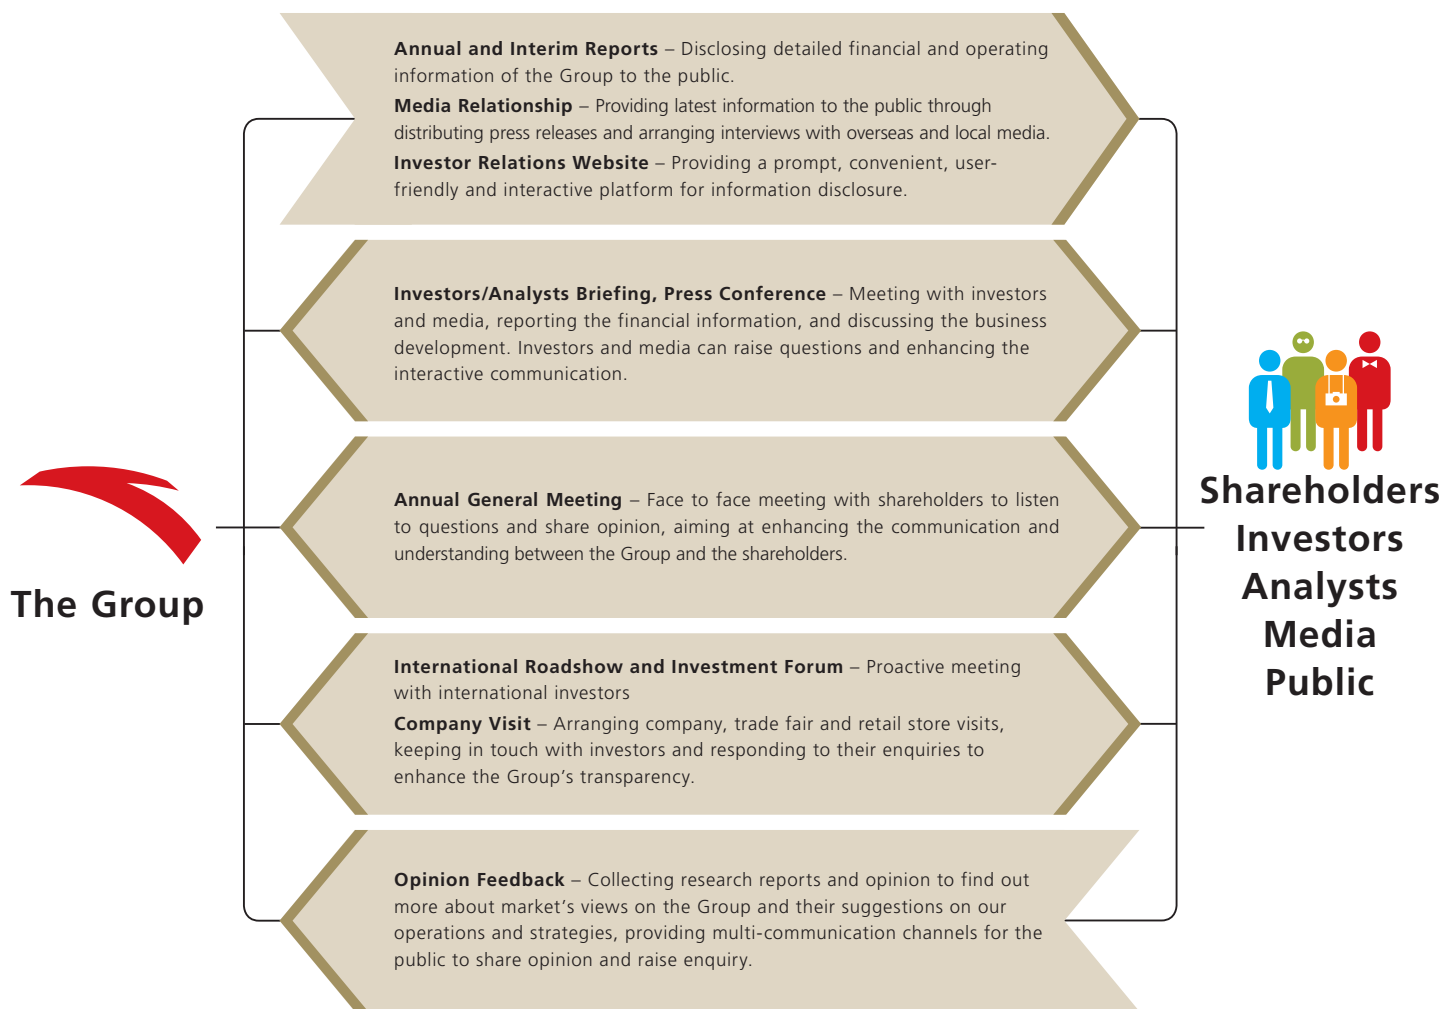 Annual and Interim Reports – Disclosing detailed financial and operating
information of the Group to the public.
Media Relationship – Providing latest information to the public through
distributing press releases and arranging interviews with overseas and local media.
Investor Relations Website – Providing a prompt, convenient, user-
friendly and interactive platform for information disclosure.
Investors/Analysts Briefing, Press Conference – Meeting with investors
and media, reporting the financial information, and discussing the business
development. Investors and media can raise questions and enhancing the
interactive communication.
Annual General Meeting – Face to face meeting with shareholders to listen
to questions and share opinion, aiming at enhancing the communication and
understanding between the Group and the shareholders.
International Roadshow and Investment Forum – Proactive meeting
with international investors
Company Visit – Arranging company, trade fair and retail store visits,
keeping in touch with investors and responding to their enquiries to
enhance the Group’s transparency.
Opinion Feedback – Collecting research reports and opinion to find out
more about market’s views on the Group and their suggestions on our
operations and strategies, providing multi-communication channels for the
public to share opinion and raise enquiry.
The Group
Shareholders
Investors
Analysts
Media
Public